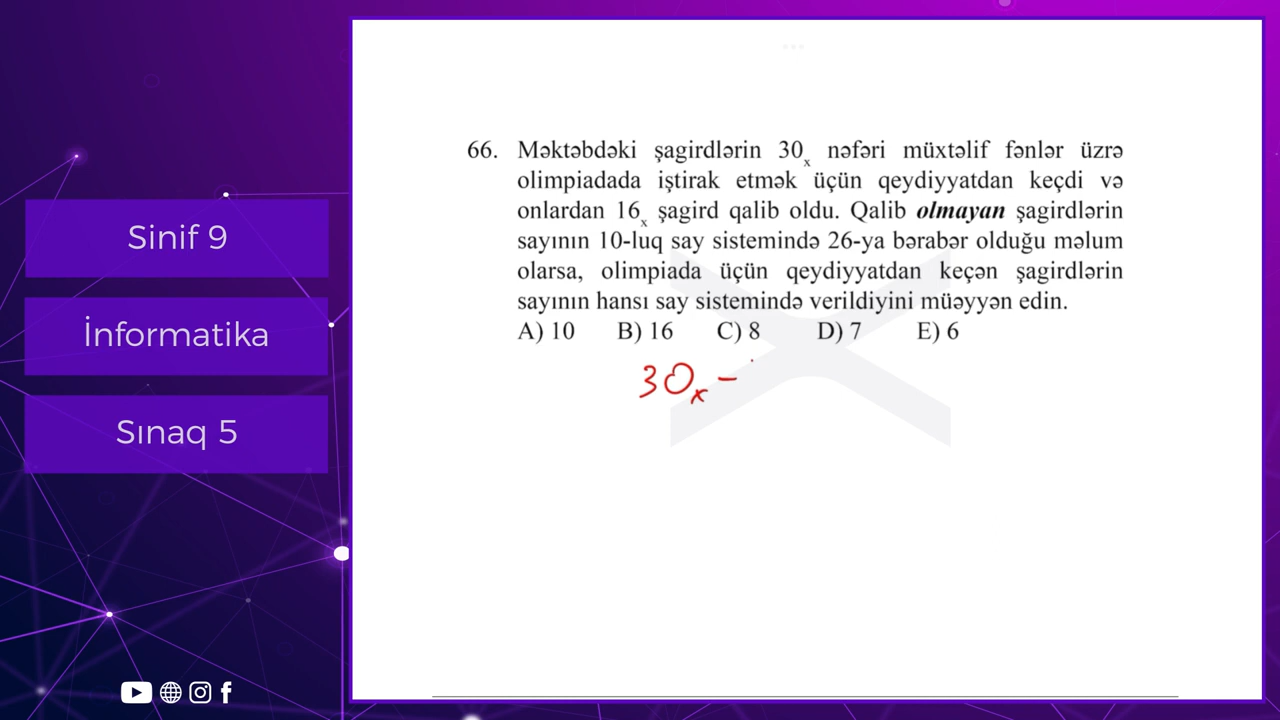 Sinif 9
İnformatika
Sınaq 5
66. Məktəbdəki şagirdlərin 30ₓ nəfəri müxtəlif fənlər üzrə
olimpiadada iştirak etmək üçün qeydiyyatdan keçdi və
onlardan 16ₓ şagird qalib oldu. Qalib olmayan şagirdlərin
sayının 10-luq say sistemində 26-ya bərabər olduğu məlum
olarsa, olimpiada üçün qeydiyyatdan keçən şagirdlərin
sayının hansı say sistemində verildiyini müəyyən edin.
A) 10 B) 16 C) 8 D) 7 E) 6
30ₓ -